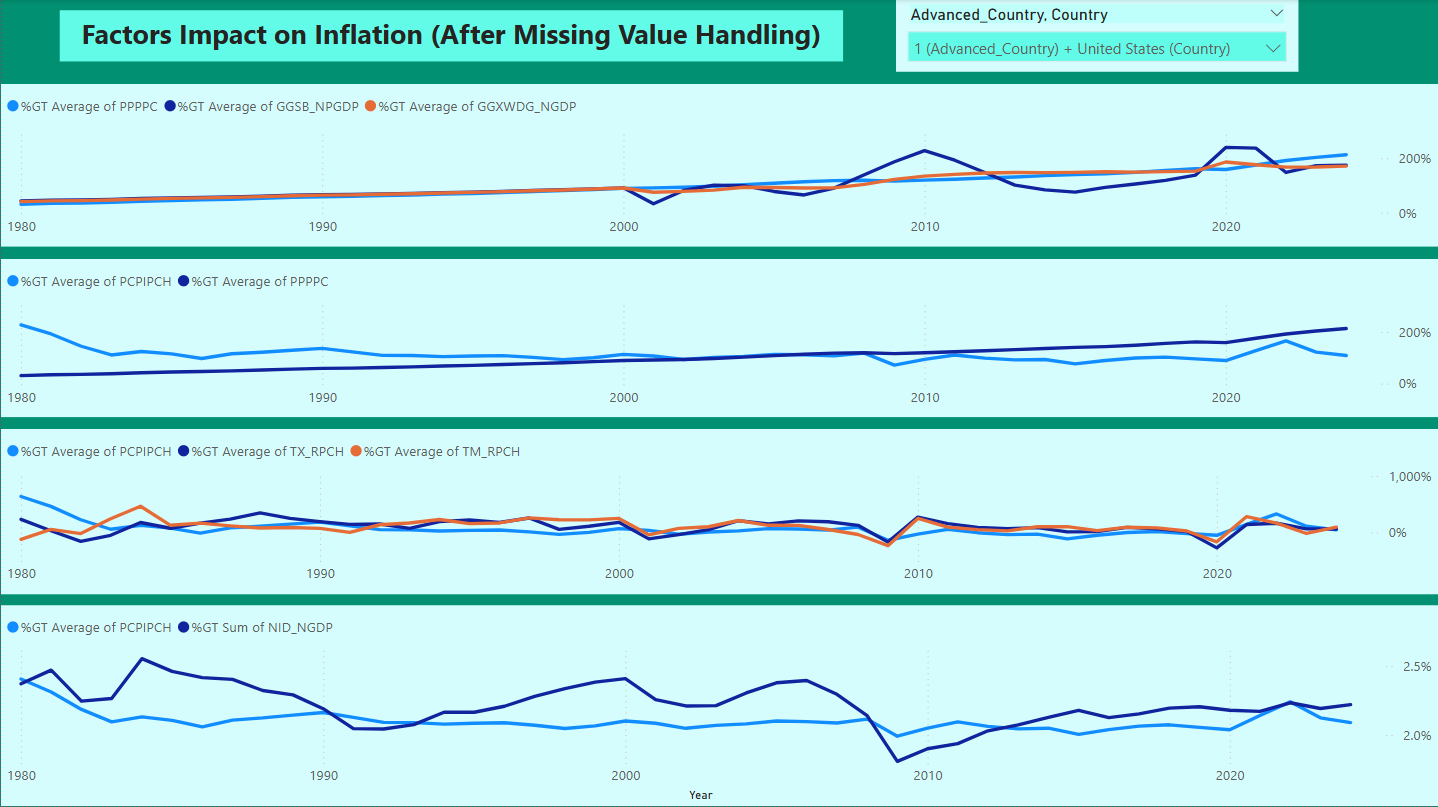 Factors Impact on Inflation (After Missing Value Handling)
Advanced_Country, Country
1 (Advanced_Country) + United States (Country)
%GT Average of PPPPC %GT Average of GGSB_NPGDP %GT Average of GGXWDG_NGDP
200%
0%
1980 1990 2000 2010 2020
%GT Average of PCPIPCH %GT Average of PPPPC
200%
0%
1980 1990 2000 2010 2020
%GT Average of PCPIPCH %GT Average of TX_RPCH %GT Average of TM_RPCH
1,000%
0%
1980 1990 2000 2010 2020
%GT Average of PCPIPCH %GT Sum of NID_NGDP
2.5%
2.0%
1980 1990 2000 2010 2020
Year